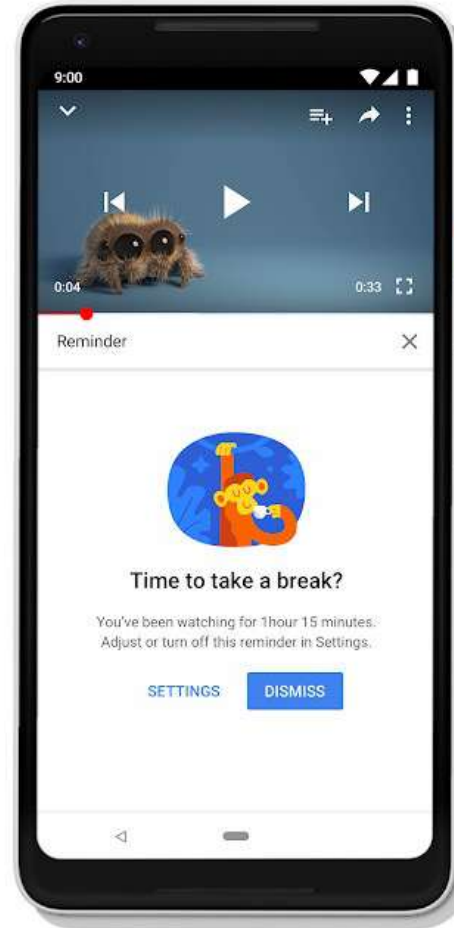 9:00
0:04
0:33
Reminder
Time to take a break?
You've been watching for 1hour 15 minutes.
Adjust or turn off this reminder in Settings.
SETTINGS
DISMISS